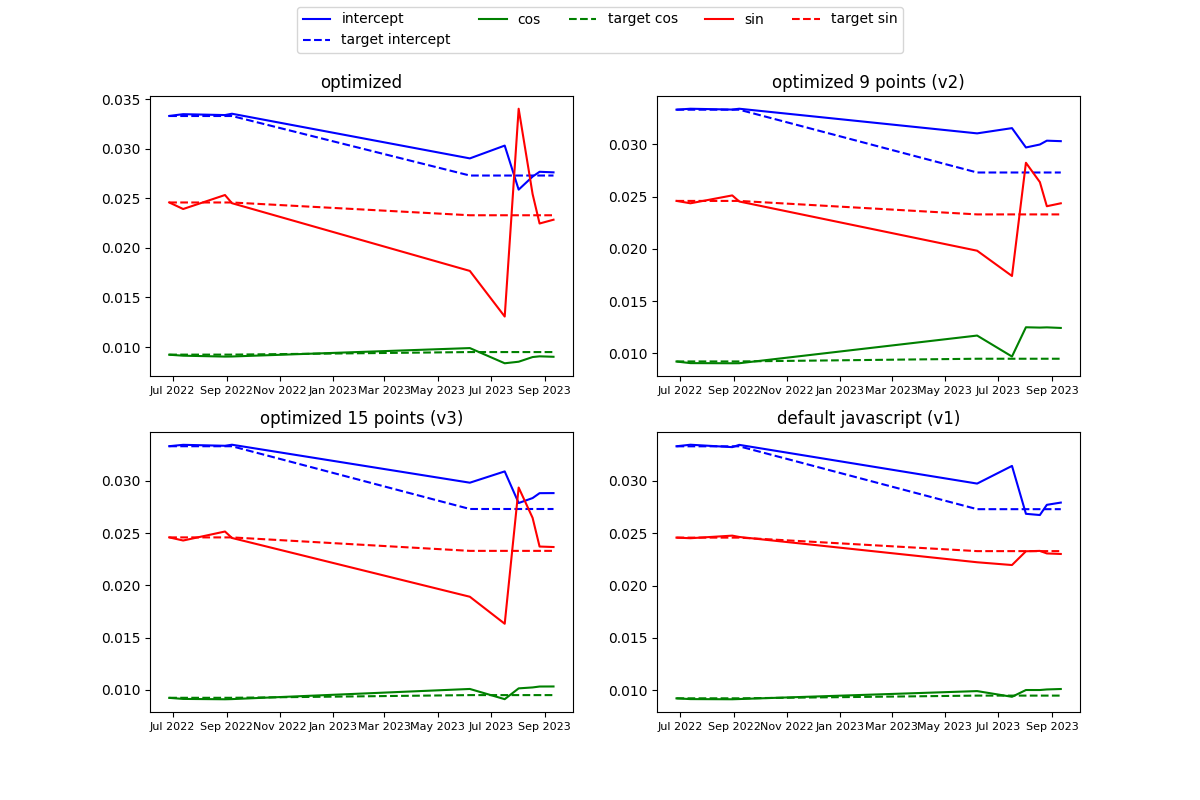 intercept cos target cos sin target sin
target intercept
optimized
0.035
0.030
0.025
0.020
0.015
0.010
Jul 2022 Sep 2022 Nov 2022 Jan 2023 Mar 2023 May 2023 Jul 2023 Sep 2023
optimized 9 points (v2)
0.030
0.025
0.020
0.015
0.010
Jul 2022 Sep 2022 Nov 2022 Jan 2023 Mar 2023 May 2023 Jul 2023 Sep 2023
optimized 15 points (v3)
0.030
0.025
0.020
0.015
0.010
Jul 2022 Sep 2022 Nov 2022 Jan 2023 Mar 2023 May 2023 Jul 2023 Sep 2023
default javascript (v1)
0.030
0.025
0.020
0.015
0.010
Jul 2022 Sep 2022 Nov 2022 Jan 2023 Mar 2023 May 2023 Jul 2023 Sep 2023